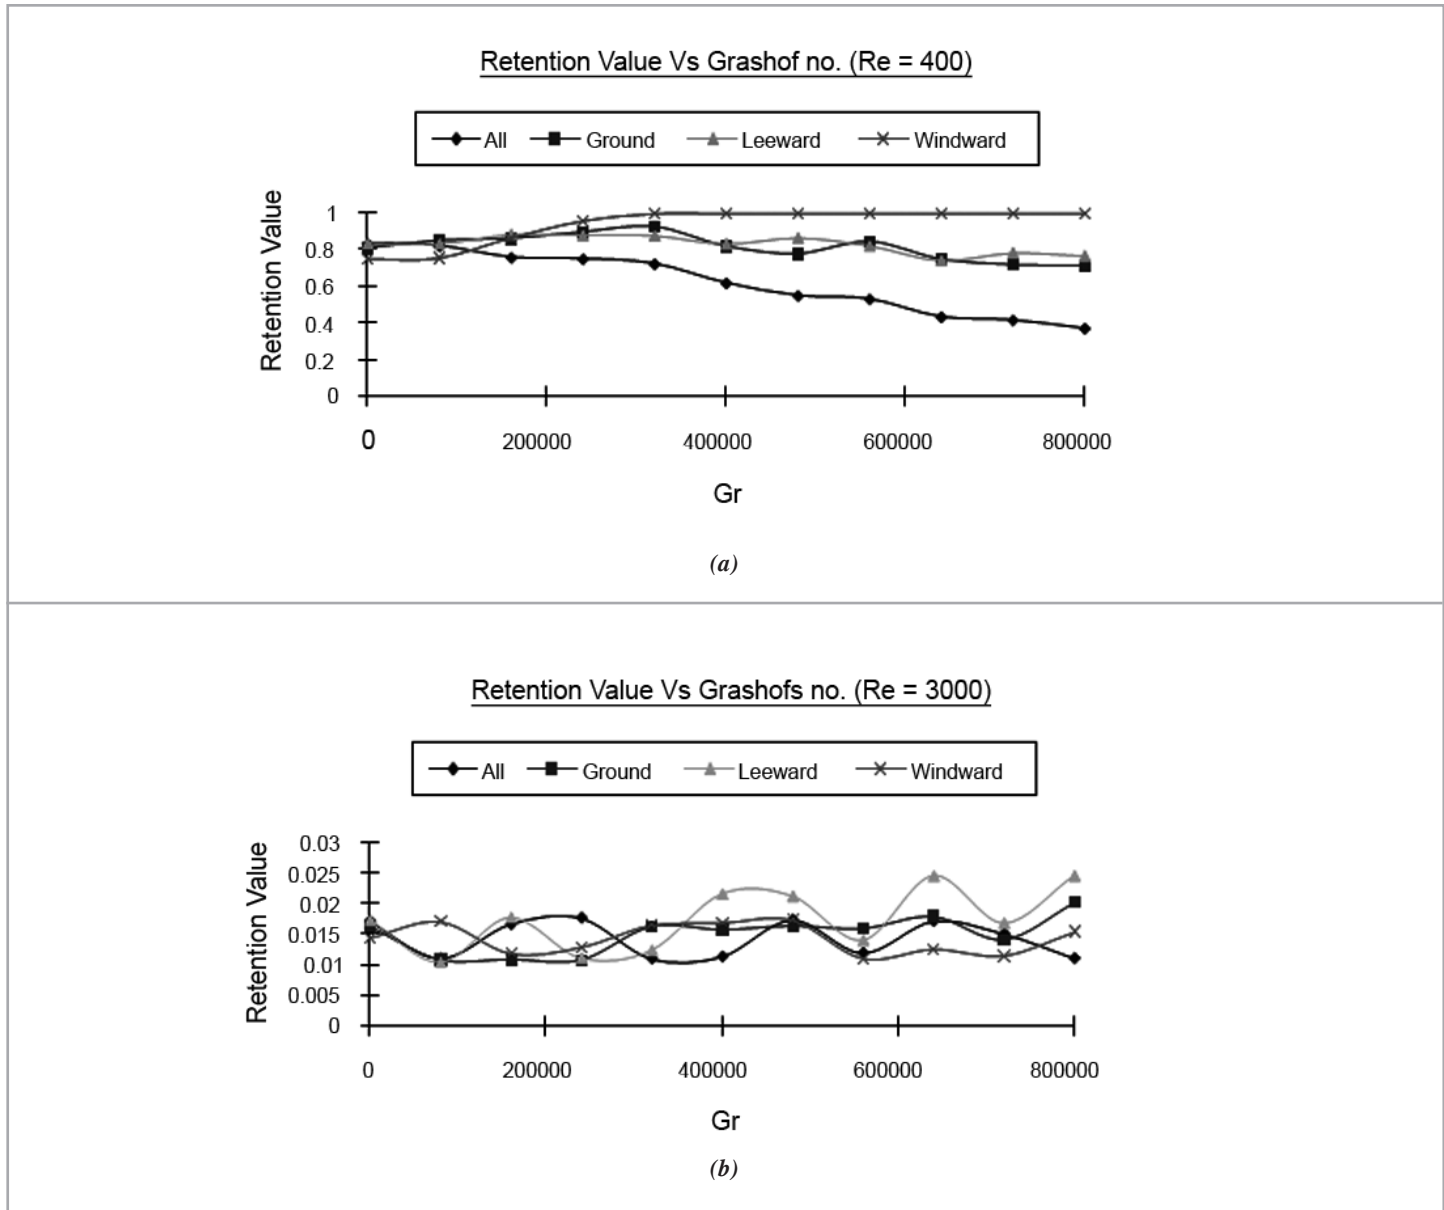 Retention Value Vs Grashof no. (Re = 400)
All Ground Leeward Windward
Retention Value
1
0.8
0.6
0.4
0.2
0
0 200000 400000 600000 800000
Gr
(a)
Retention Value Vs Grashofs no. (Re = 3000)
All Ground Leeward Windward
Retention Value
0.03
0.025
0.02
0.015
0.01
0.005
0
0 200000 400000 600000 800000
Gr
(b)